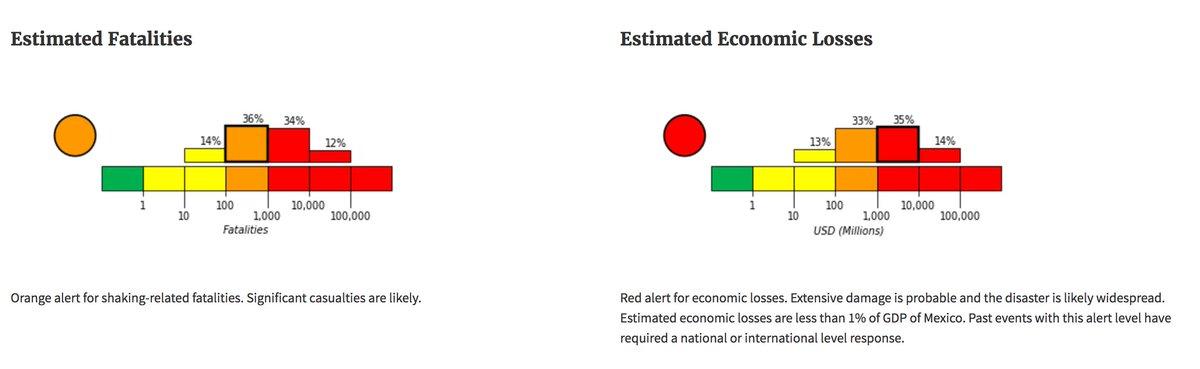 Estimated Fatalities
36%
34%
14%
12%
1
10
100
1,000
10,000
100,000
Fatalities
Orange alert for shaking-related fatalities. Significant casualties are likely.
Estimated Economic Losses
33%
35%
13%
14%
1
10
100
1,000
10,000
100,000
USD (Millions)
Red alert for economic losses. Extensive damage is probable and the disaster is likely widespread.
Estimated economic losses are less than 1% of GDP of Mexico. Past events with this alert level have
required a national or international level response.